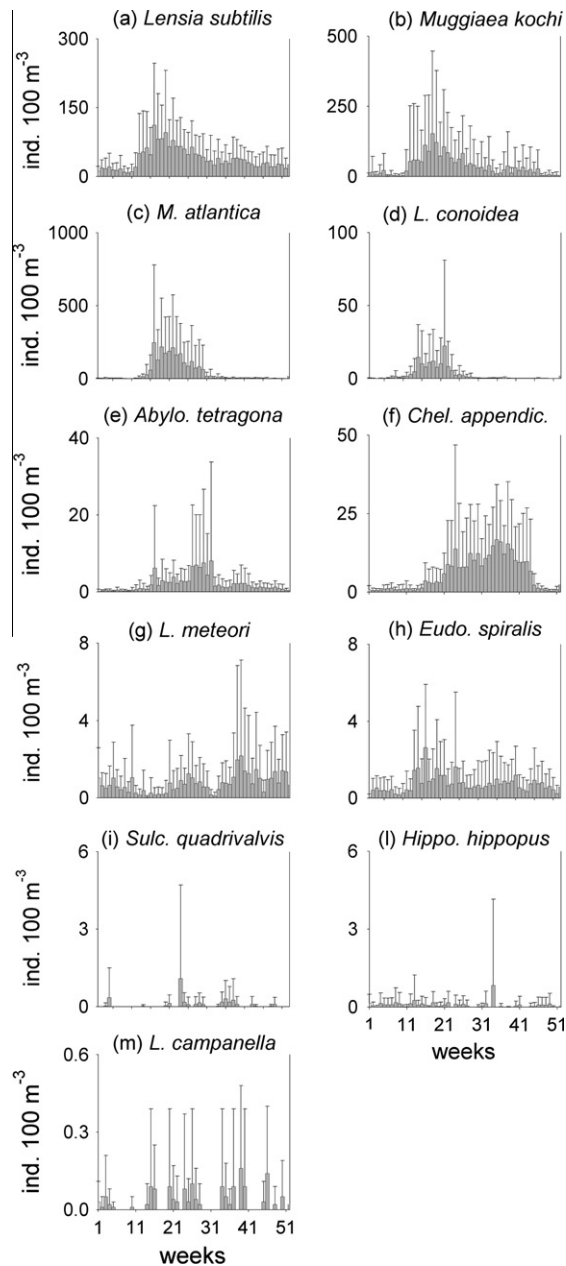 (a) Lensia subtilis
(b) Muggiaea kochi
ind. 100 m-3
300
150
0
500
250
0
(c) M. atlantica
(d) L. conoidea
ind. 100 m-3
1000
500
0
100
50
0
(e) Abylo. tetragona
(f) Chel. appendic.
ind. 100 m-3
40
20
0
50
25
0
(g) L. meteori
(h) Eudo. spiralis
ind. 100 m-3
8
4
0
8
4
0
(i) Sulc. quadrivalvis
(l) Hippo. hippopus
ind. 100 m-3
6
3
0
6
3
0
1 11 21 31 41 51
weeks
(m) L. campanella
ind. 100 m-3
0.6
0.3
0.0
1 11 21 31 41 51
weeks